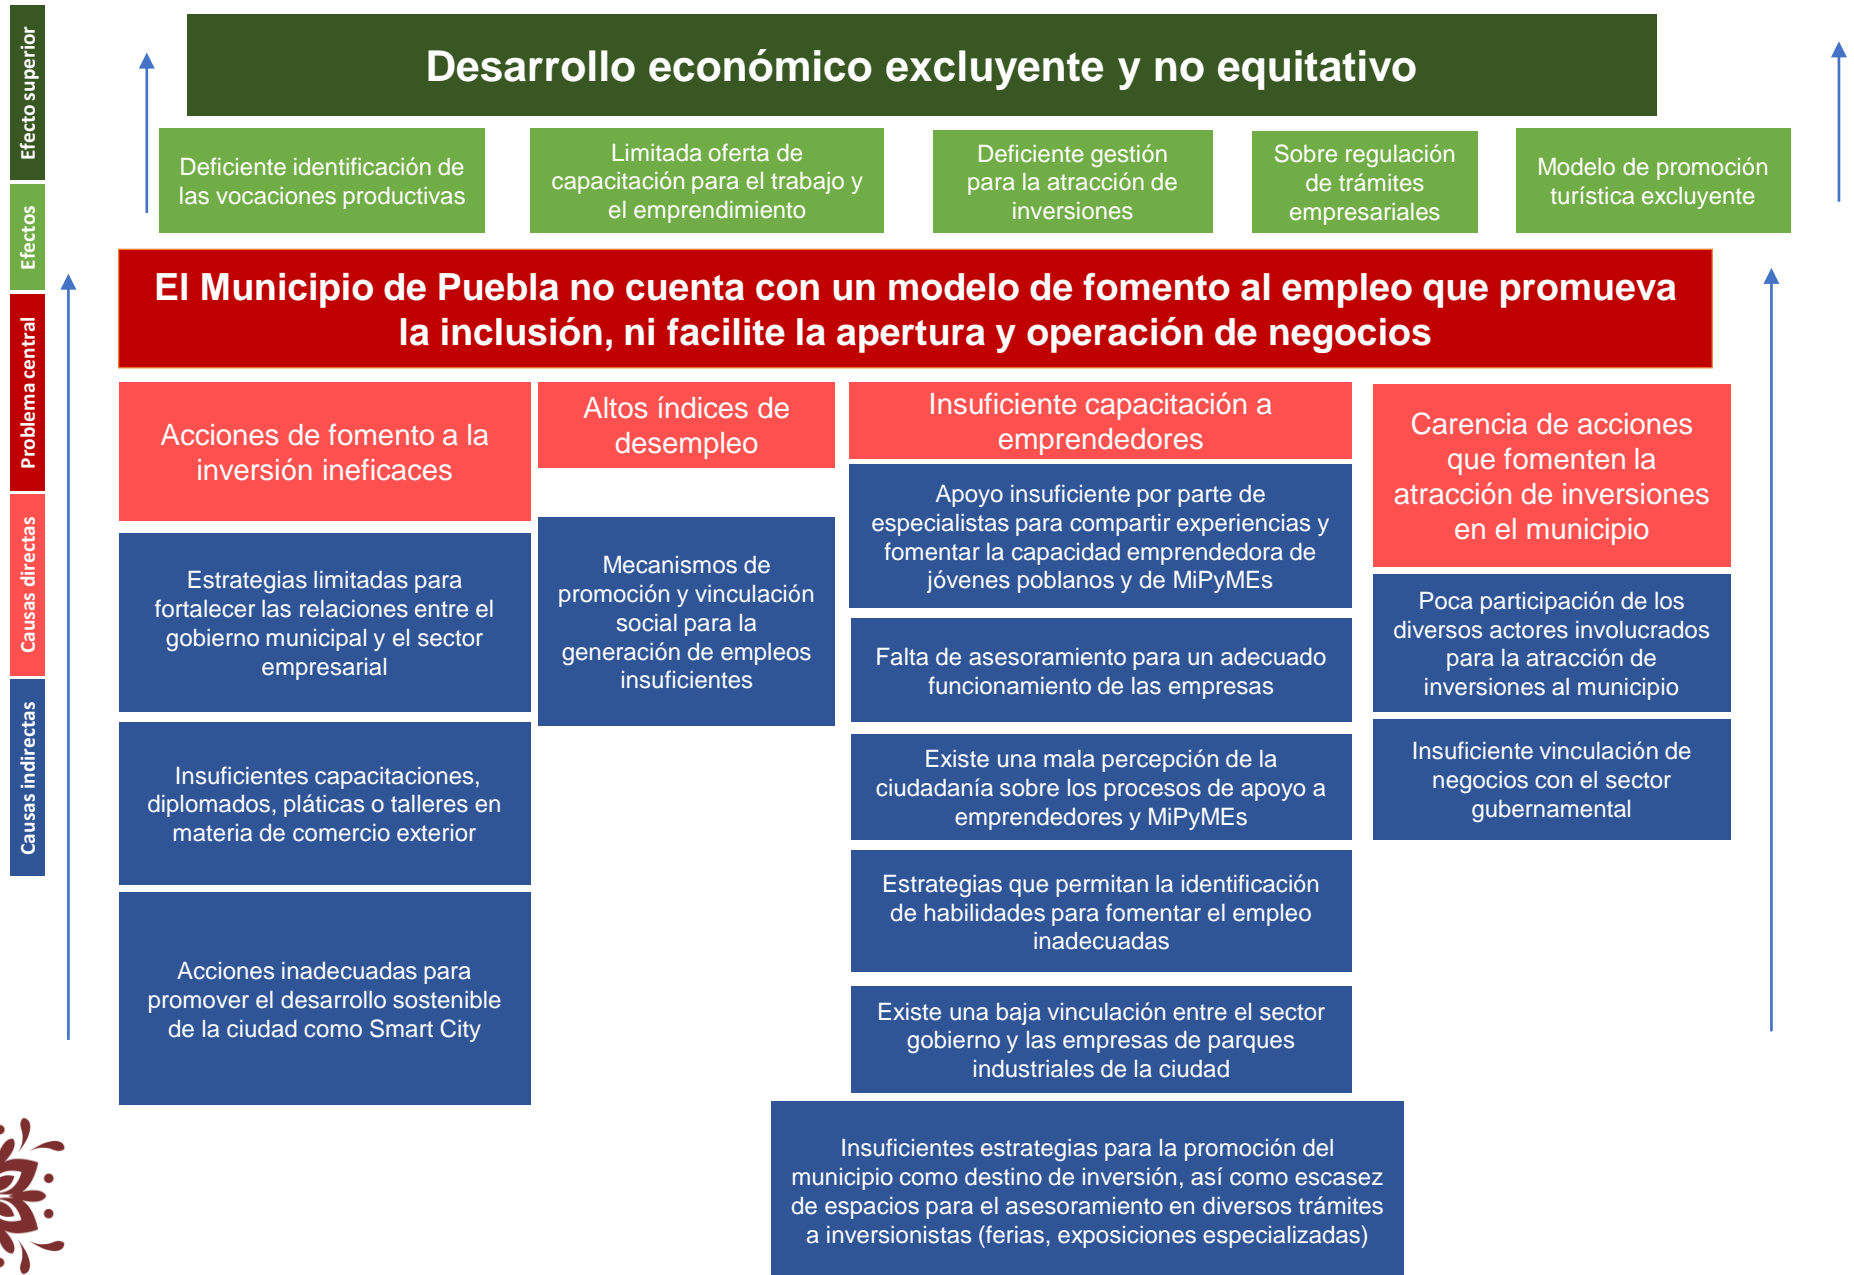 Efecto superior
Efectos
Problema central
Causas directas
Causas indirectas
Desarrollo económico excluyente y no equitativo
Deficiente identificación de
las vocaciones productivas
Limitada oferta de
capacitación para el trabajo y
el emprendimiento
Deficiente gestión
para la atracción de
inversiones
Sobre regulación
de trámites
empresariales
Modelo de promoción
turística excluyente
El Municipio de Puebla no cuenta con un modelo de fomento al empleo que promueva
la inclusión, ni facilite la apertura y operación de negocios
Acciones de fomento a la
inversión ineficaces
Estrategias limitadas para
fortalecer las relaciones entre el
gobierno municipal y el sector
empresarial
Insuficientes capacitaciones,
diplomados, pláticas o talleres en
materia de comercio exterior
Acciones inadecuadas para
promover el desarrollo sostenible
de la ciudad como Smart City
Altos índices de
desempleo
Mecanismos de
promoción y vinculación
social para la
generación de empleos
insuficientes
Insuficiente capacitación a
emprendedores
Apoyo insuficiente por parte de
especialistas para compartir experiencias y
fomentar la capacidad emprendedora de
jóvenes poblanos y de MiPyMEs
Falta de asesoramiento para un adecuado
funcionamiento de las empresas
Existe una mala percepción de la
ciudadanía sobre los procesos de apoyo a
emprendedores y MiPyMEs
Estrategias que permitan la identificación
de habilidades para fomentar el empleo
inadecuadas
Existe una baja vinculación entre el sector
gobierno y las empresas de parques
industriales de la ciudad
Insuficientes estrategias para la promoción del
municipio como destino de inversión, así como escasez
de espacios para el asesoramiento en diversos trámites
a inversionistas (ferias, exposiciones especializadas)
Carencia de acciones
que fomenten la
atracción de inversiones
en el municipio
Poca participación de los
diversos actores involucrados
para la atracción de
inversiones al municipio
Insuficiente vinculación de
negocios con el sector
gubernamental